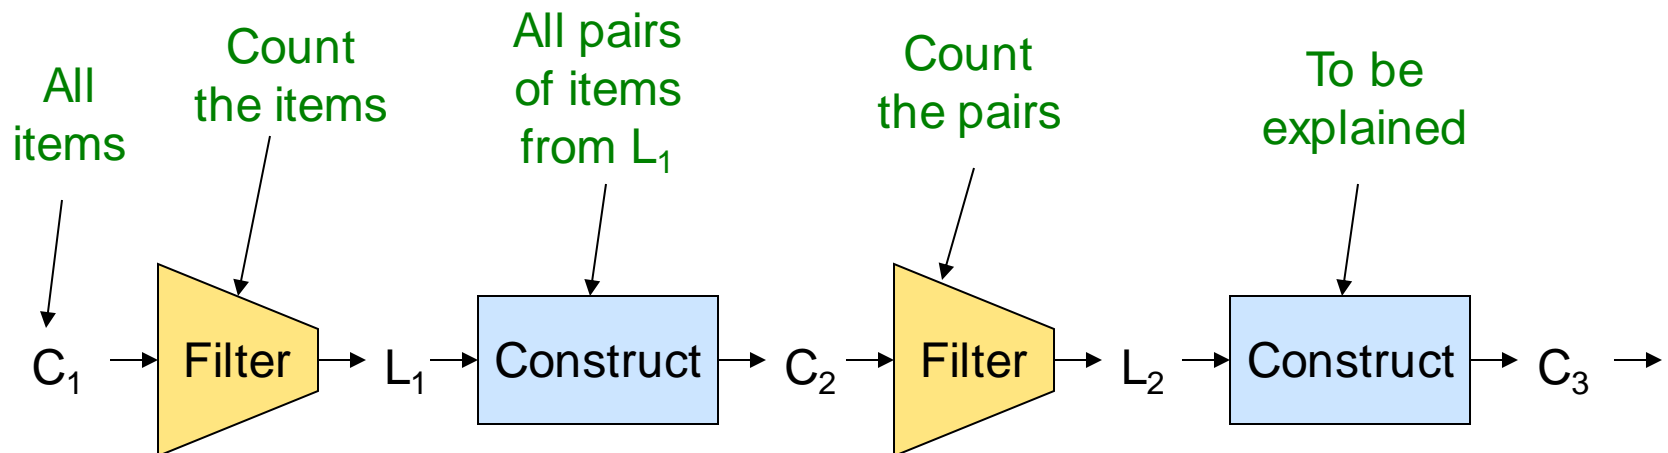 All
items
Count
the items
All pairs
of items
from L₁
Count
the pairs
To be
explained
C₁
Filter
L₁
Construct
C₂
Filter
L₂
Construct
C₃